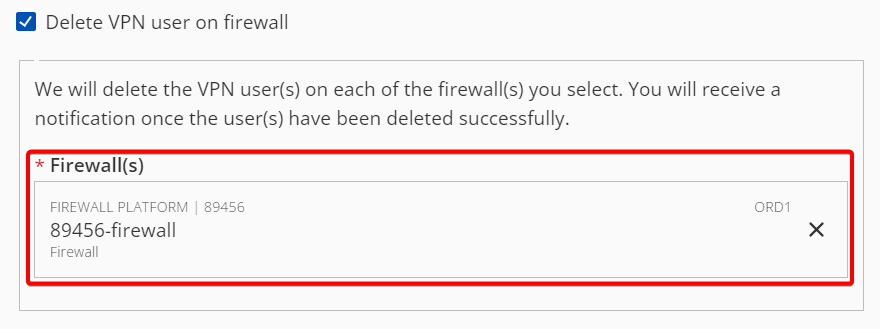 Delete VPN user on firewall
We will delete the VPN user(s) on each of the firewall(s) you select. You will receive a
notification once the user(s) have been deleted successfully.
* Firewall(s)
FIREWALL PLATFORM | 89456 ORD1
89456-firewall
Firewall